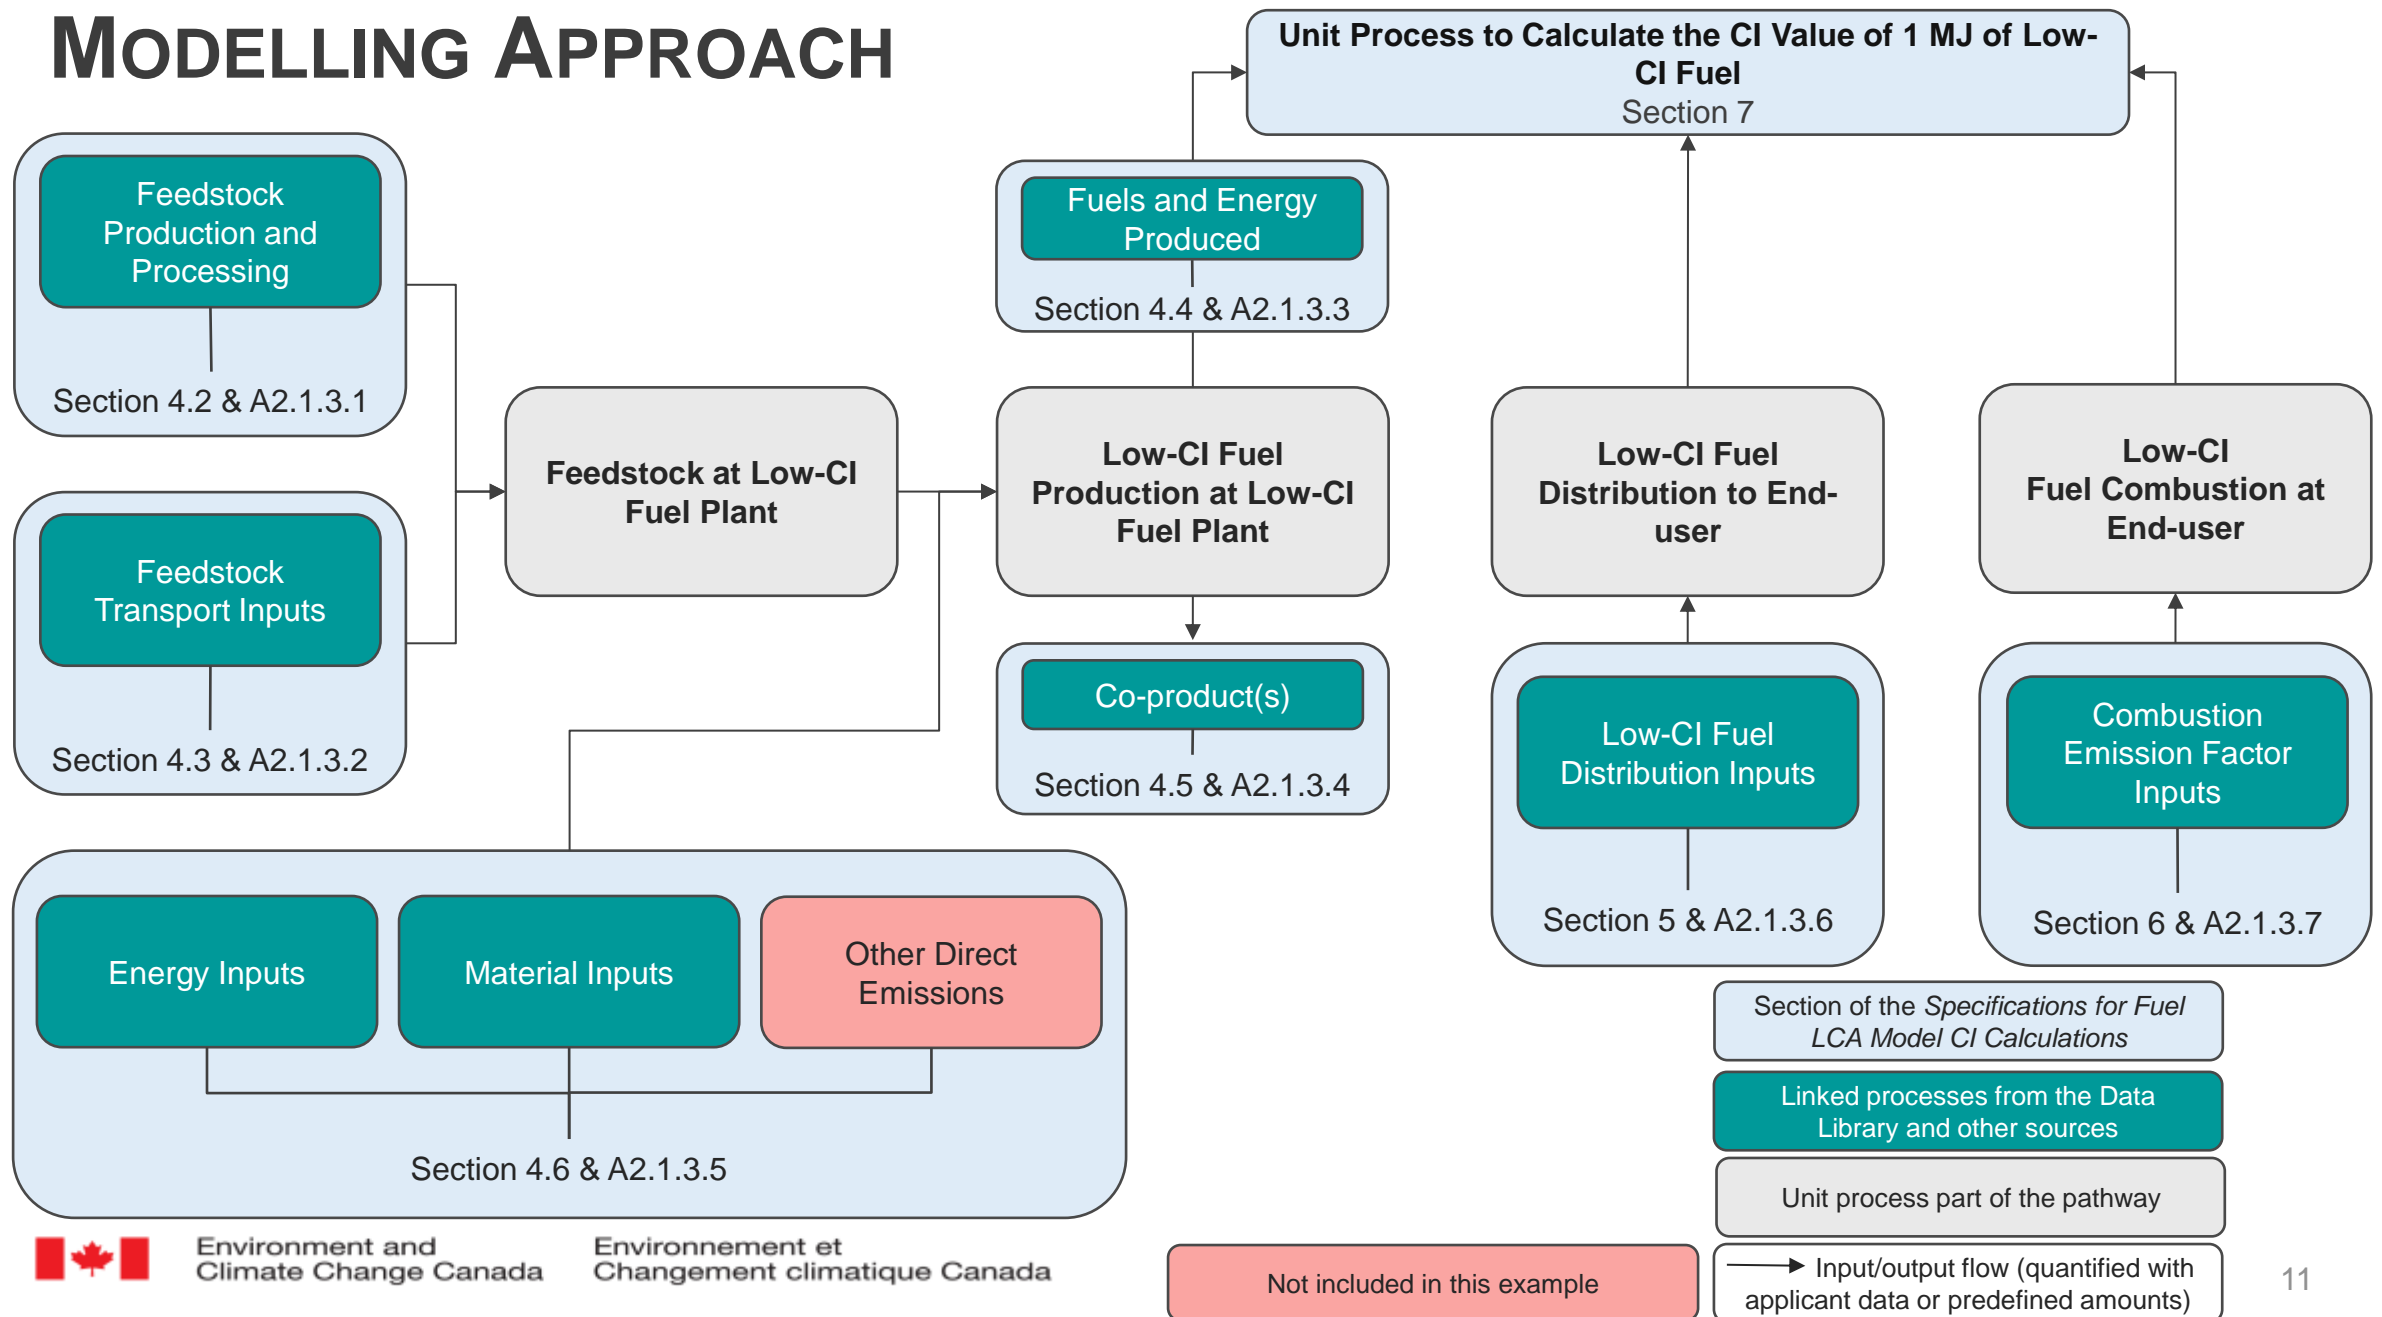 MODELLING APPROACH
Unit Process to Calculate the CI Value of 1 MJ of Low-
CI Fuel
Section 7
Feedstock
Production and
Processing
Section 4.2 & A2.1.3.1
Fuels and Energy
Produced
Section 4.4 & A2.1.3.3
Feedstock
Transport Inputs
Section 4.3 & A2.1.3.2
Feedstock at Low-CI
Fuel Plant
Low-CI Fuel
Production at Low-CI
Fuel Plant
Low-CI Fuel
Distribution to End-
user
Low-CI
Fuel Combustion at
End-user
Co-product(s)
Section 4.5 & A2.1.3.4
Low-CI Fuel
Distribution Inputs
Section 5 & A2.1.3.6
Combustion
Emission Factor
Inputs
Section 6 & A2.1.3.7
Energy Inputs
Material Inputs
Other Direct
Emissions
Section 4.6 & A2.1.3.5
Section of the Specifications for Fuel
LCA Model CI Calculations
Linked processes from the Data
Library and other sources
Unit process part of the pathway
Input/output flow (quantified with
applicant data or predefined amounts)
Not included in this example
Environment and
Climate Change Canada
Environnement et
Changement climatique Canada
11